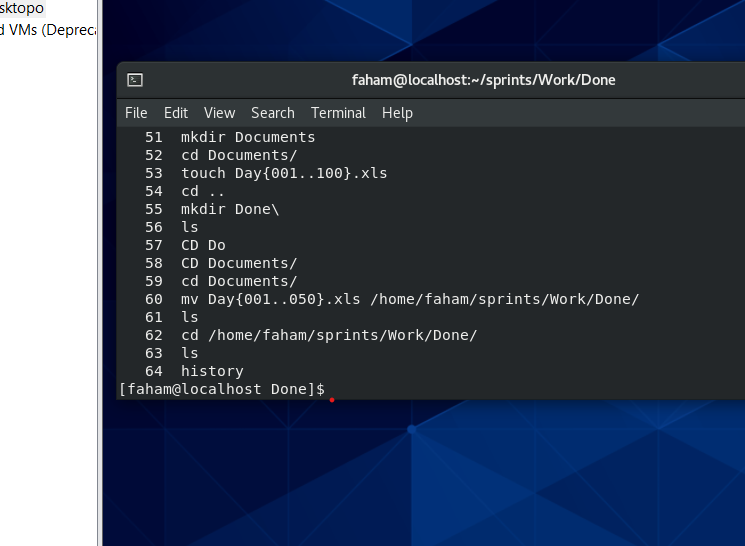 sktopo
d VMs (Depreca
faham@localhost:~/sprints/Work/Done
File Edit View Search Terminal Help
51 mkdir Documents
52 cd Documents/
53 touch Day{001..100}.xls
54 cd ..
55 mkdir Done\
56 ls
57 CD Do
58 CD Documents/
59 cd Documents/
60 mv Day{001..050}.xls /home/faham/sprints/Work/Done/
61 ls
62 cd /home/faham/sprints/Work/Done/
63 ls
64 history
[faham@localhost Done]$